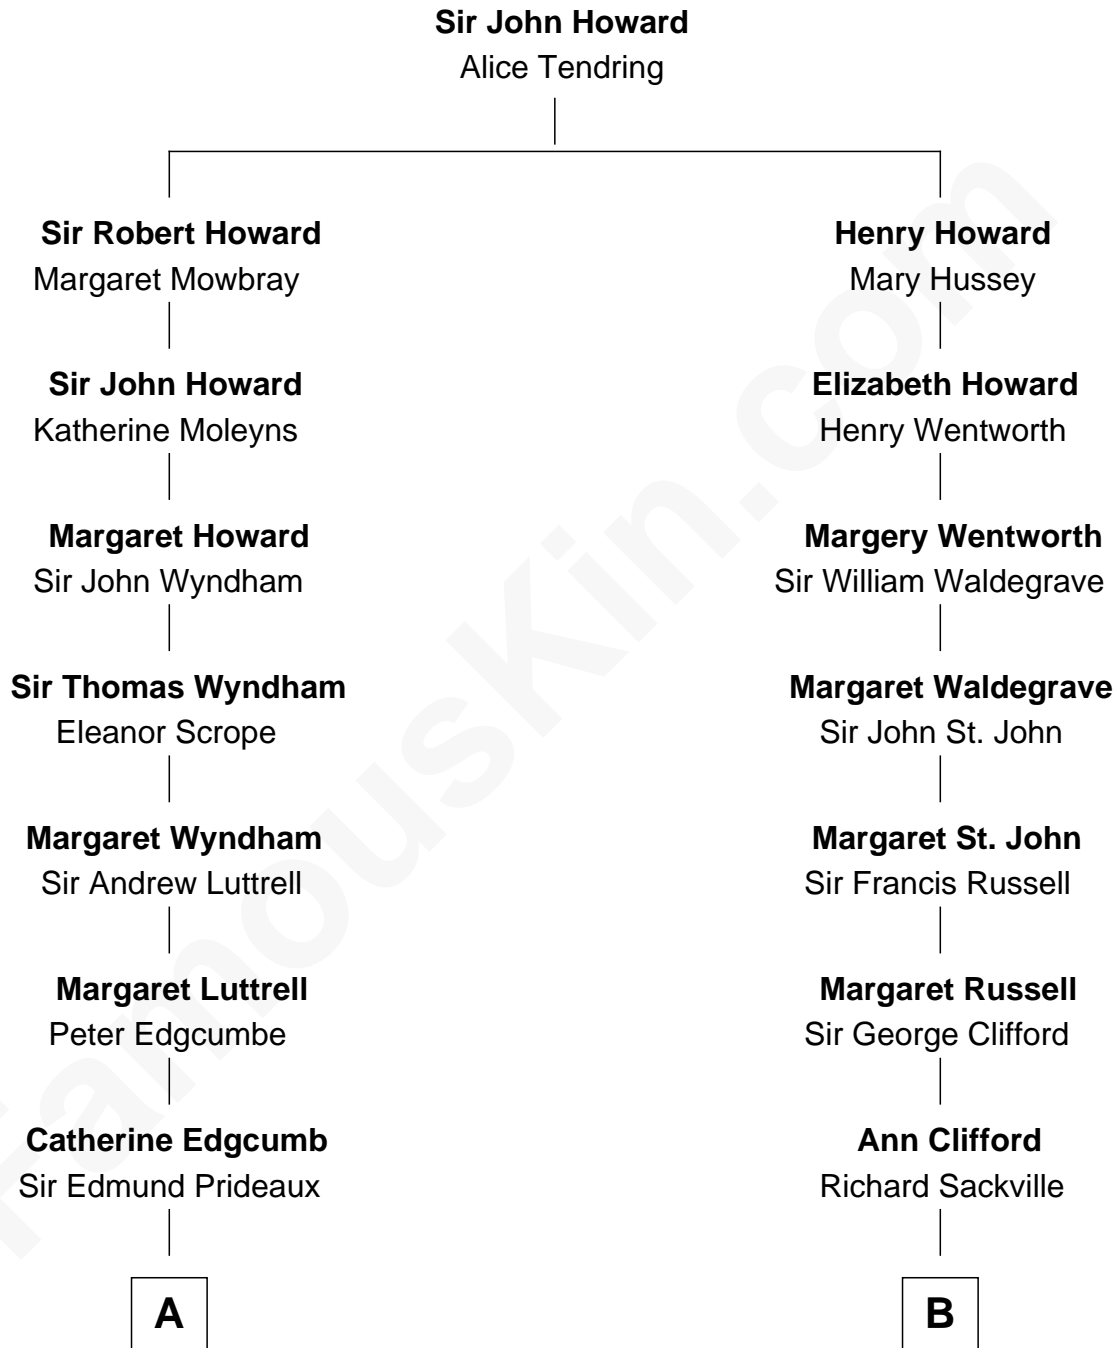 Sir John Howard
Alice Tendring
Sir Robert Howard
Margaret Mowbray
Henry Howard
Mary Hussey
Sir John Howard
Katherine Moleyns
Elizabeth Howard
Henry Wentworth
Margaret Howard
Sir John Wyndham
Margery Wentworth
Sir William Waldegrave
Sir Thomas Wyndham
Eleanor Scrope
Margaret Waldegrave
Sir John St. John
Margaret Wyndham
Sir Andrew Luttrell
Margaret St. John
Sir Francis Russell
Margaret Luttrell
Peter Edgcumbe
Margaret Russell
Sir George Clifford
Catherine Edgcumb
Sir Edmund Prideaux
Ann Clifford
Richard Sackville
A
B
FamousKin.com